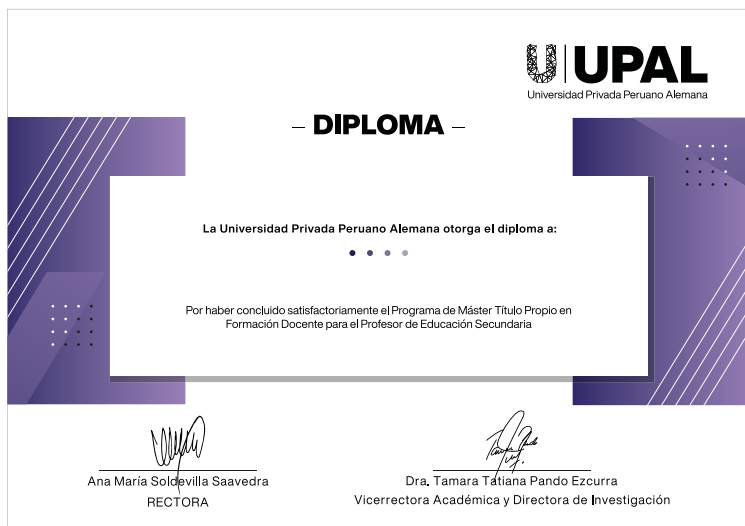 UPAL
Universidad Privada Peruano Alemana
– DIPLOMA –
La Universidad Privada Peruano Alemana otorga el diploma a:
Por haber concluido satisfactoriamente el Programa de Máster Título Propio en
Formación Docente para el Profesor de Educación Secundaria
Ana María Soldevilla Saavedra
RECTORA
Dra. Tamara Tatiana Pando Ezcurra
Vicerrectora Académica y Directora de Investigación